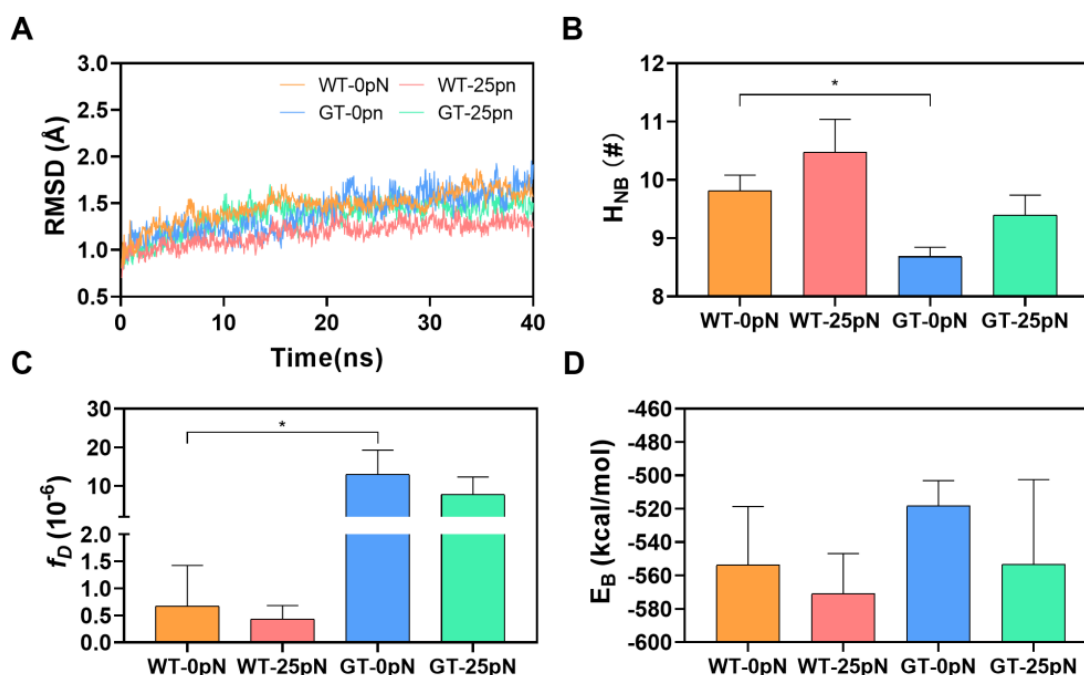 A
RMSD (Å)
3.0
2.5
2.0
1.5
1.0
0.5
WT-0pN WT-25pn
GT-0pn GT-25pn
0 10 20 30 40
Time(ns)
B
H_NB (#)
12
11
10
9
8
*
WT-0pN WT-25pN GT-0pN GT-25pN
C
f_D (10⁻⁶)
30
20
10
2.0
1.5
1.0
0.5
0.0
*
WT-0pN WT-25pN GT-0pN GT-25pN
D
E_B (kcal/mol)
-460
-480
-500
-520
-540
-560
-580
-600
WT-0pN WT-25pN GT-0pN GT-25pN